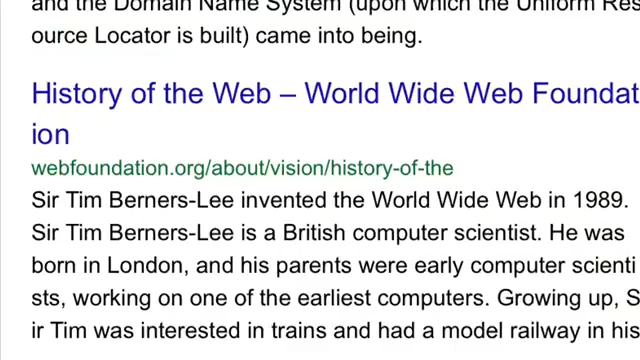 and the Domain Name System (upon which the Uniform Res
ource Locator is built) came into being.
History of the Web – World Wide Web Foundat
ion
webfoundation.org/about/vision/history-of-the
Sir Tim Berners-Lee invented the World Wide Web in 1989.
Sir Tim Berners-Lee is a British computer scientist. He was
born in London, and his parents were early computer scienti
sts, working on one of the earliest computers. Growing up, S
ir Tim was interested in trains and had a model railway in his